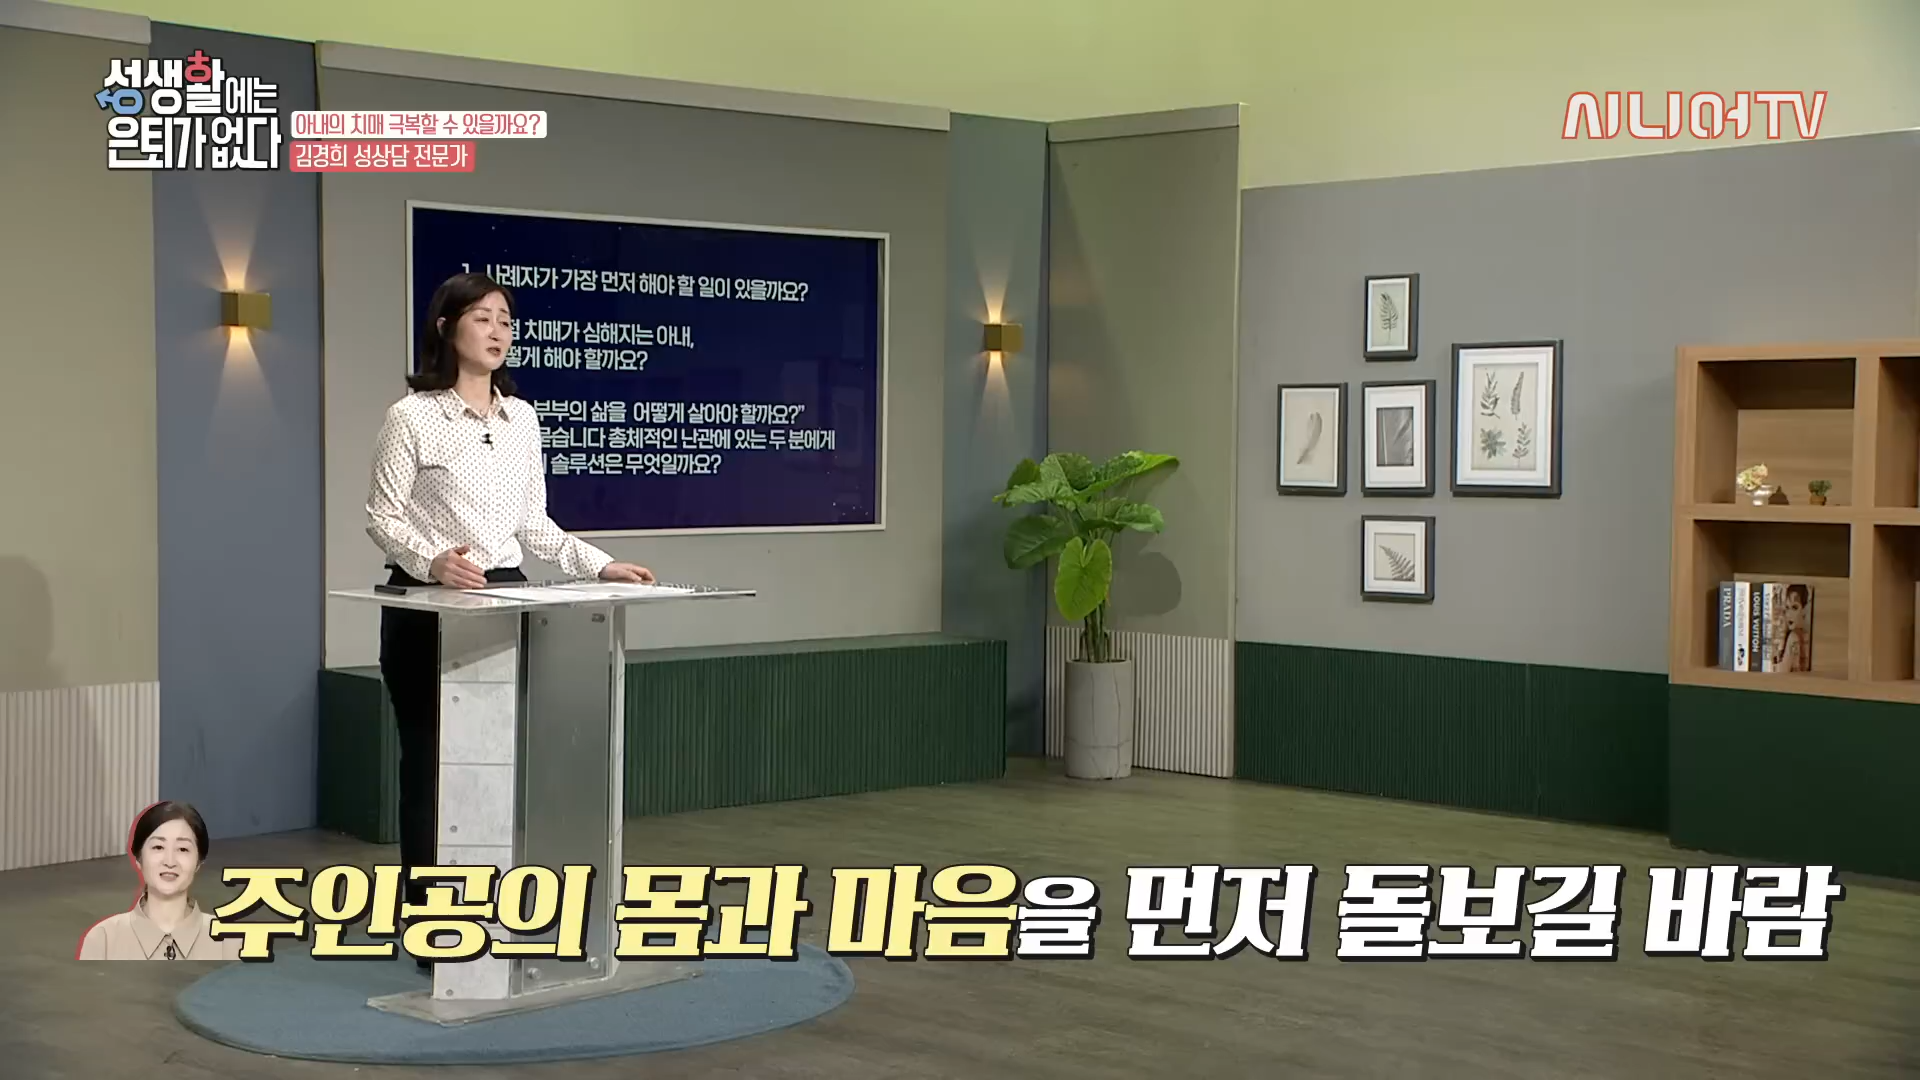 성생활에는
은퇴가 없다
아내의 치매 극복할 수 있을까요?
김경희 성상담 전문가
시니어TV
사례자가 가장 먼저 해야 할 일이 있을까요?
치매가 심해지는 아내,
떻게 해야 할까요?
부부의 삶을 어떻게 살아야 할까요?"
묻습니다 총체적인 난관에 있는 두 분에게
솔루션은 무엇일까요?
PRADA
LOUIS VUITTON
주인공의 몸과 마음을 먼저 돌보길 바람